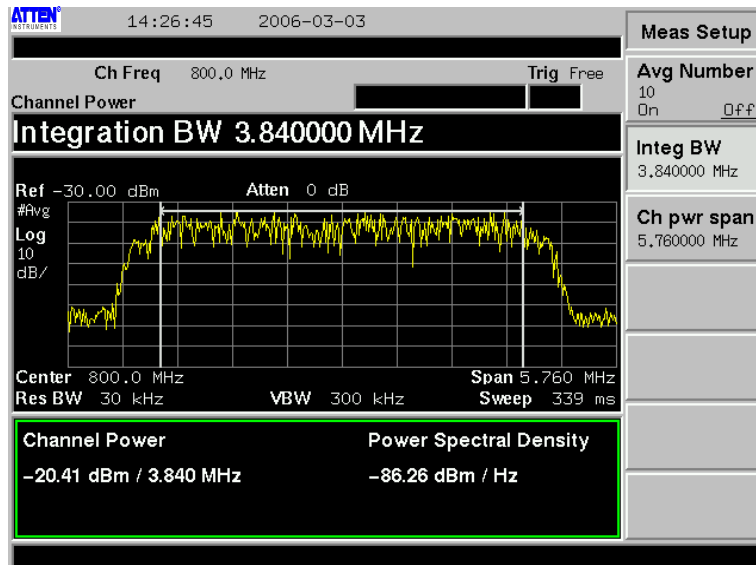 ATTEN®
INSTRUMENTS
14:26:45 2006-03-03
Ch Freq 800.0 MHz Trig Free
Channel Power
Integration BW 3.840000 MHz
Ref -30.00 dBm Atten 0 dB
#Avg
Log
10
dB/
Center 800.0 MHz Span 5.760 MHz
Res BW 30 kHz VBW 300 kHz Sweep 339 ms
Channel Power Power Spectral Density
-20.41 dBm / 3.840 MHz -86.26 dBm / Hz
Meas Setup
Avg Number
10
On Off
Integ BW
3.840000 MHz
Ch pwr span
5.760000 MHz